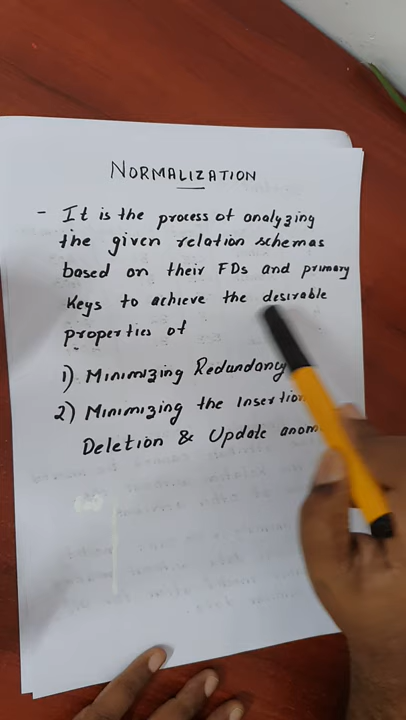 NORMALIZATION
- It is the process of analyzing
the given relation schemas
based on their FDs and primary
keys to achieve the desirable
properties of
1) Minimizing Redundancy
2) Minimizing the Insertion
Deletion & Update anom